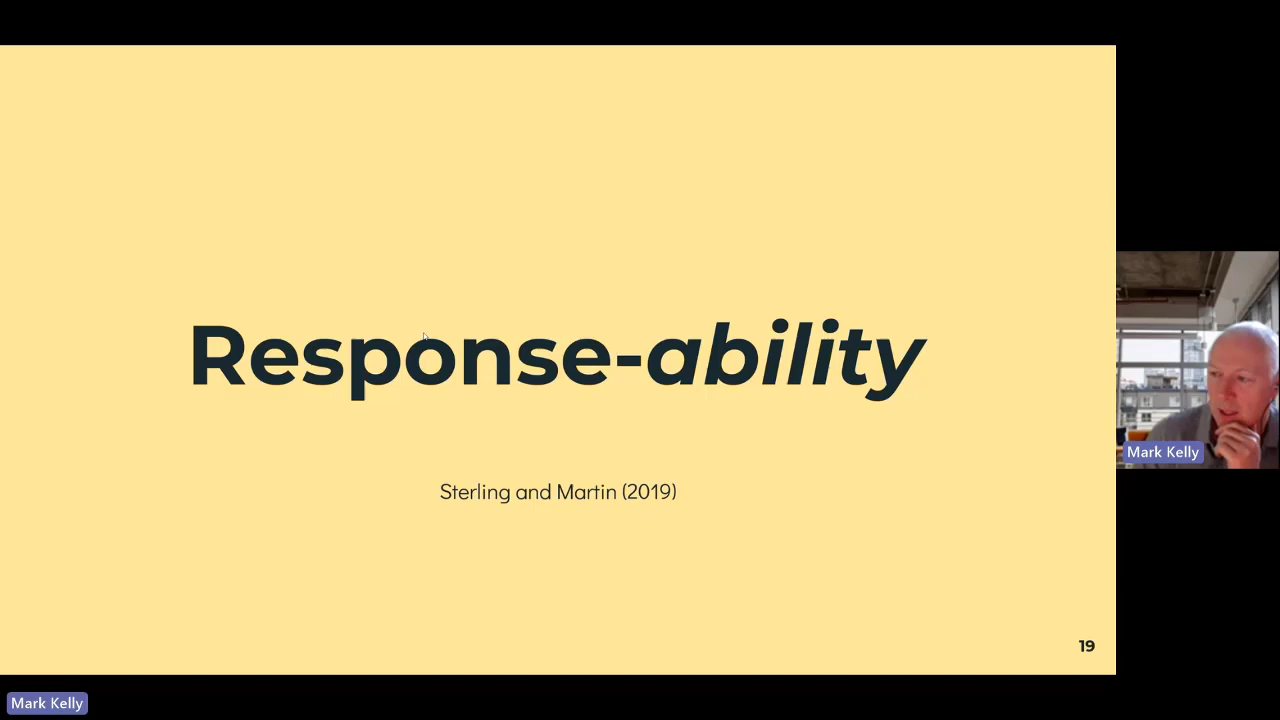 Response-ability
Sterling and Martin (2019)
19
Mark Kelly
Mark Kelly